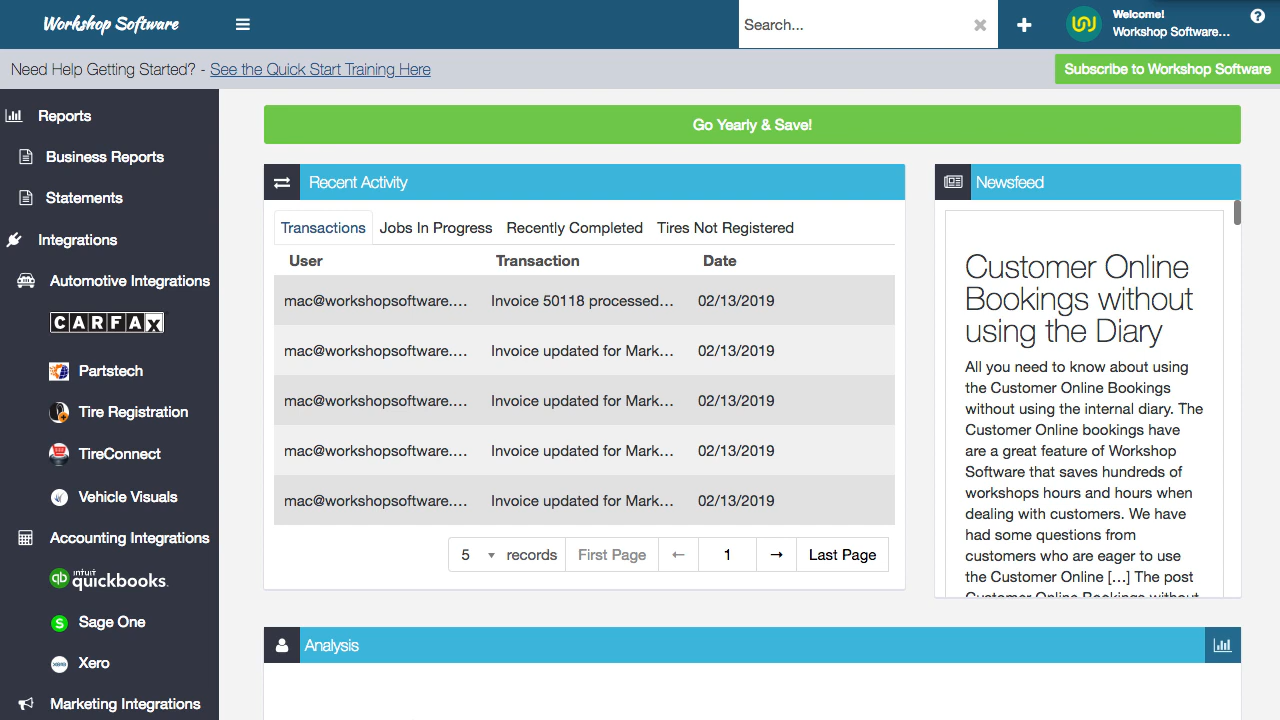 Workshop Software
Search...
Welcome!
Workshop Software...
Need Help Getting Started? - See the Quick Start Training Here
Subscribe to Workshop Software
Reports
Business Reports
Statements
Integrations
Automotive Integrations
CARFAX
Partstech
Tire Registration
TireConnect
Vehicle Visuals
Accounting Integrations
qb intuit quickbooks.
S Sage One
xero Xero
Marketing Integrations
Go Yearly & Save!
Recent Activity
Transactions Jobs In Progress Recently Completed Tires Not Registered
User Transaction Date
mac@workshopsoftware.... Invoice 50118 processed... 02/13/2019
mac@workshopsoftware.... Invoice updated for Mark... 02/13/2019
mac@workshopsoftware.... Invoice updated for Mark... 02/13/2019
mac@workshopsoftware.... Invoice updated for Mark... 02/13/2019
mac@workshopsoftware.... Invoice updated for Mark... 02/13/2019
5 records First Page ← 1 → Last Page
Newsfeed
Customer Online
Bookings without
using the Diary
All you need to know about using
the Customer Online Bookings
without using the internal diary. The
Customer Online bookings have
are a great feature of Workshop
Software that saves hundreds of
workshops hours and hours when
dealing with customers. We have
had some questions from
customers who are eager to use
the Customer Online [...] The post
Customer Online Bookings without
Analysis